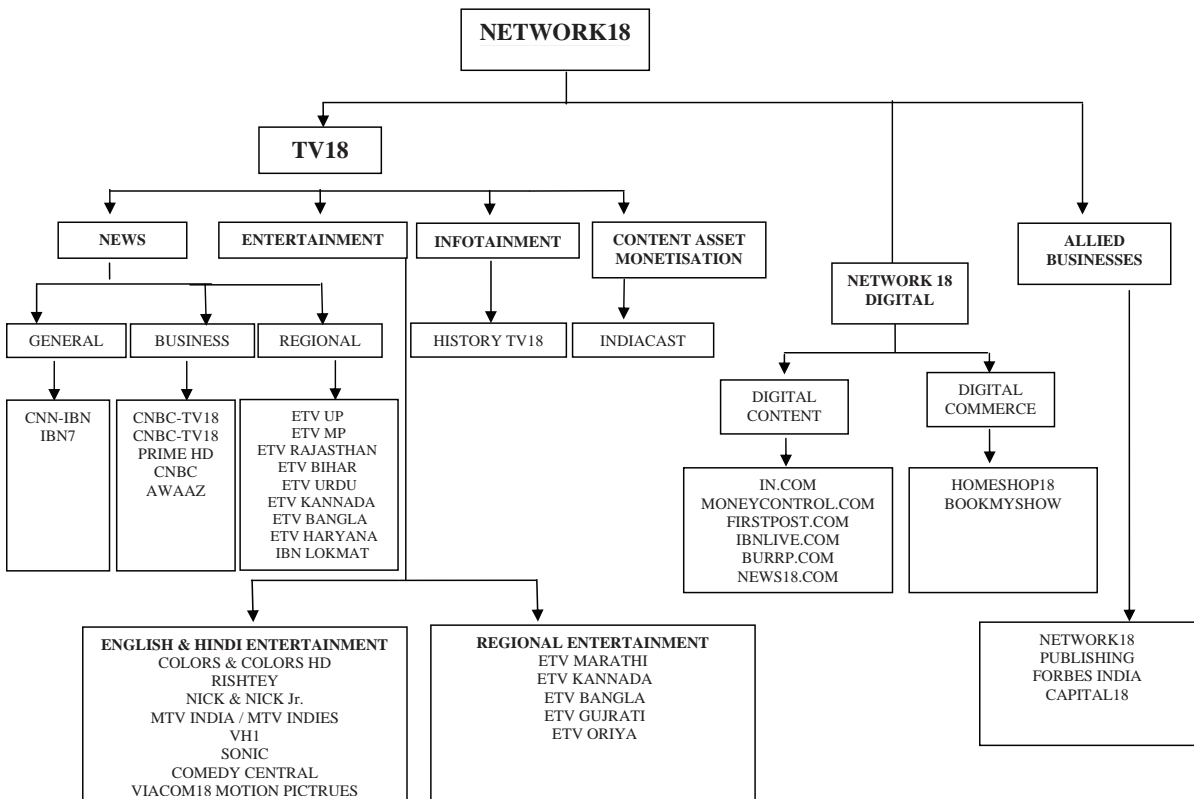 NETWORK18
TV18
NEWS
ENTERTAINMENT
INFOTAINMENT
CONTENT ASSET
MONETISATION
ALLIED
BUSINESSES
NETWORK 18
DIGITAL
GENERAL
BUSINESS
REGIONAL
HISTORY TV18
INDIACAST
DIGITAL
CONTENT
DIGITAL
COMMERCE
CNN-IBN
IBN7
CNBC-TV18
CNBC-TV18
PRIME HD
CNBC
AWAAZ
ETV UP
ETV MP
ETV RAJASTHAN
ETV BIHAR
ETV URDU
ETV KANNADA
ETV BANGLA
ETV HARYANA
IBN LOKMAT
IN.COM
MONEYCONTROL.COM
FIRSTPOST.COM
IBNLIVE.COM
BURRP.COM
NEWS18.COM
HOMESHOP18
BOOKMYSHOW
ENGLISH & HINDI ENTERTAINMENT
COLORS & COLORS HD
RISHTEY
NICK & NICK Jr.
MTV INDIA / MTV INDIES
VH1
SONIC
COMEDY CENTRAL
VIACOM18 MOTION PICTRUES
REGIONAL ENTERTAINMENT
ETV MARATHI
ETV KANNADA
ETV BANGLA
ETV GUJRATI
ETV ORIYA
NETWORK18
PUBLISHING
FORBES INDIA
CAPITAL18